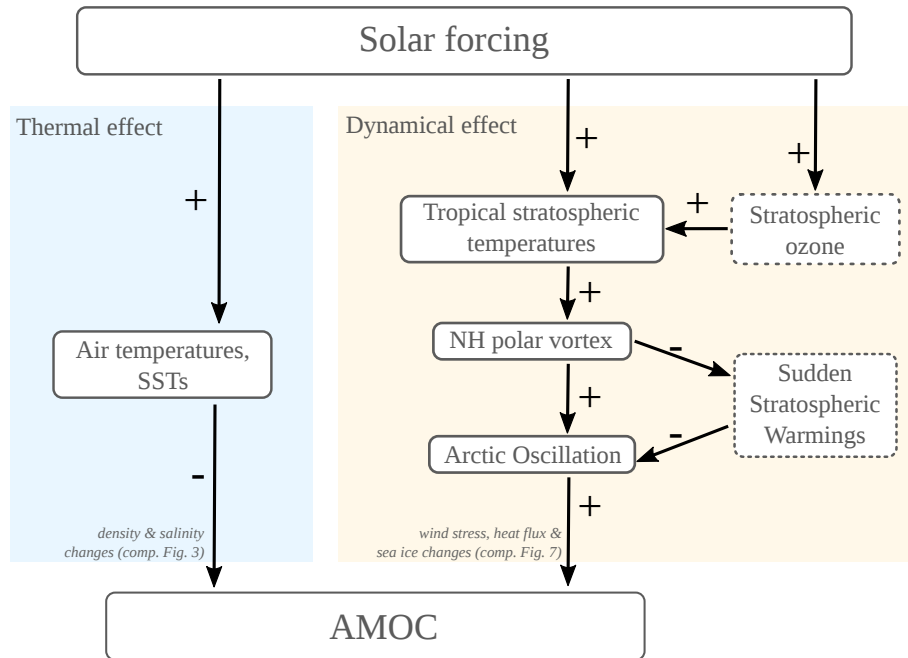 Solar forcing
Thermal effect
Dynamical effect
+
+
+
+
Tropical stratospheric
temperatures
Stratospheric
ozone
+
NH polar vortex
-
Air temperatures,
SSTs
Sudden
Stratospheric
Warmings
+
-
Arctic Oscillation
-
+
density & salinity
changes (comp. Fig. 3)
wind stress, heat flux &
sea ice changes (comp. Fig. 7)
AMOC